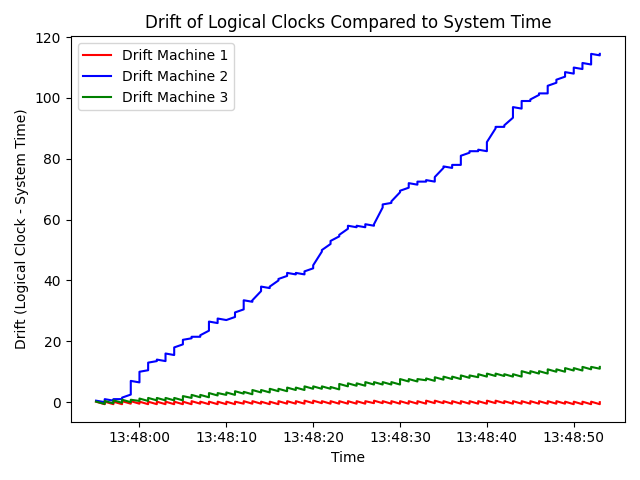 Drift of Logical Clocks Compared to System Time
Drift (Logical Clock - System Time)
120
100
80
60
40
20
0
Drift Machine 1
Drift Machine 2
Drift Machine 3
13:48:00
13:48:10
13:48:20
13:48:30
13:48:40
13:48:50
Time